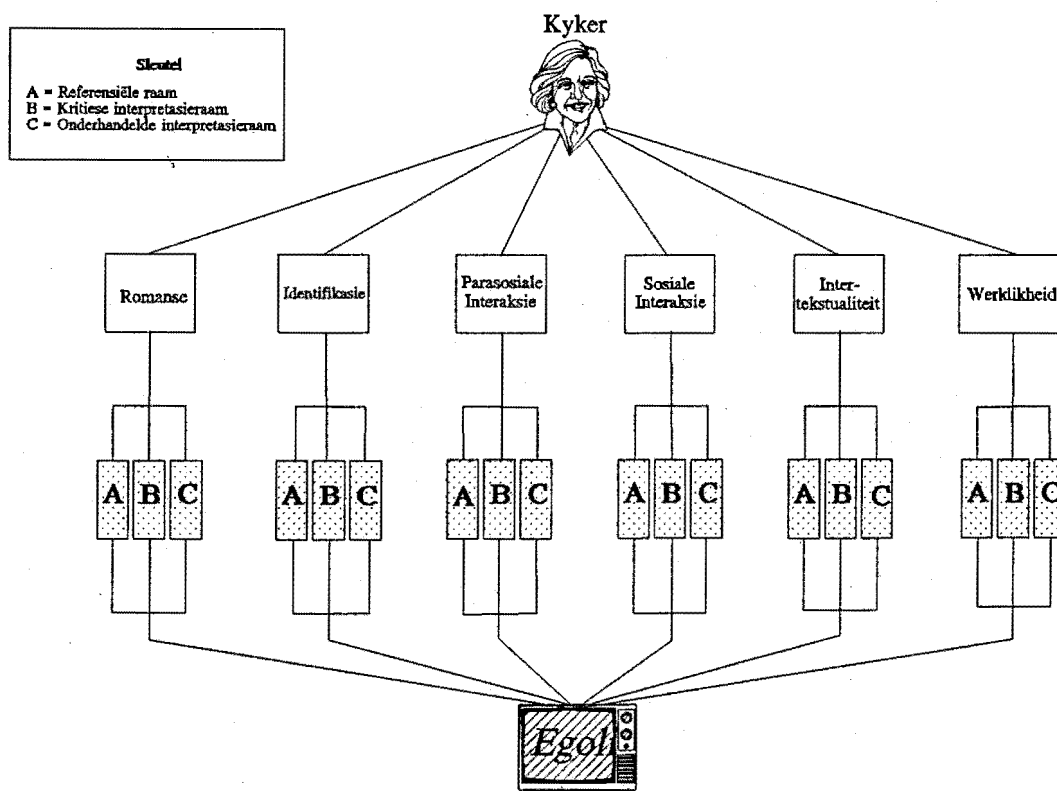 Kyker
Sleutel
A = Referensiële raam
B = Kritiese interpretasieraam
C = Onderhandelde interpretasieraam
Romanse
Identifikasie
Parasosiale
Interaksie
Sosiale
Interaksie
Inter-
tekstualiteit
Werklikheid
A B C
A B C
A B C
A B C
A B C
A B C
Egoli